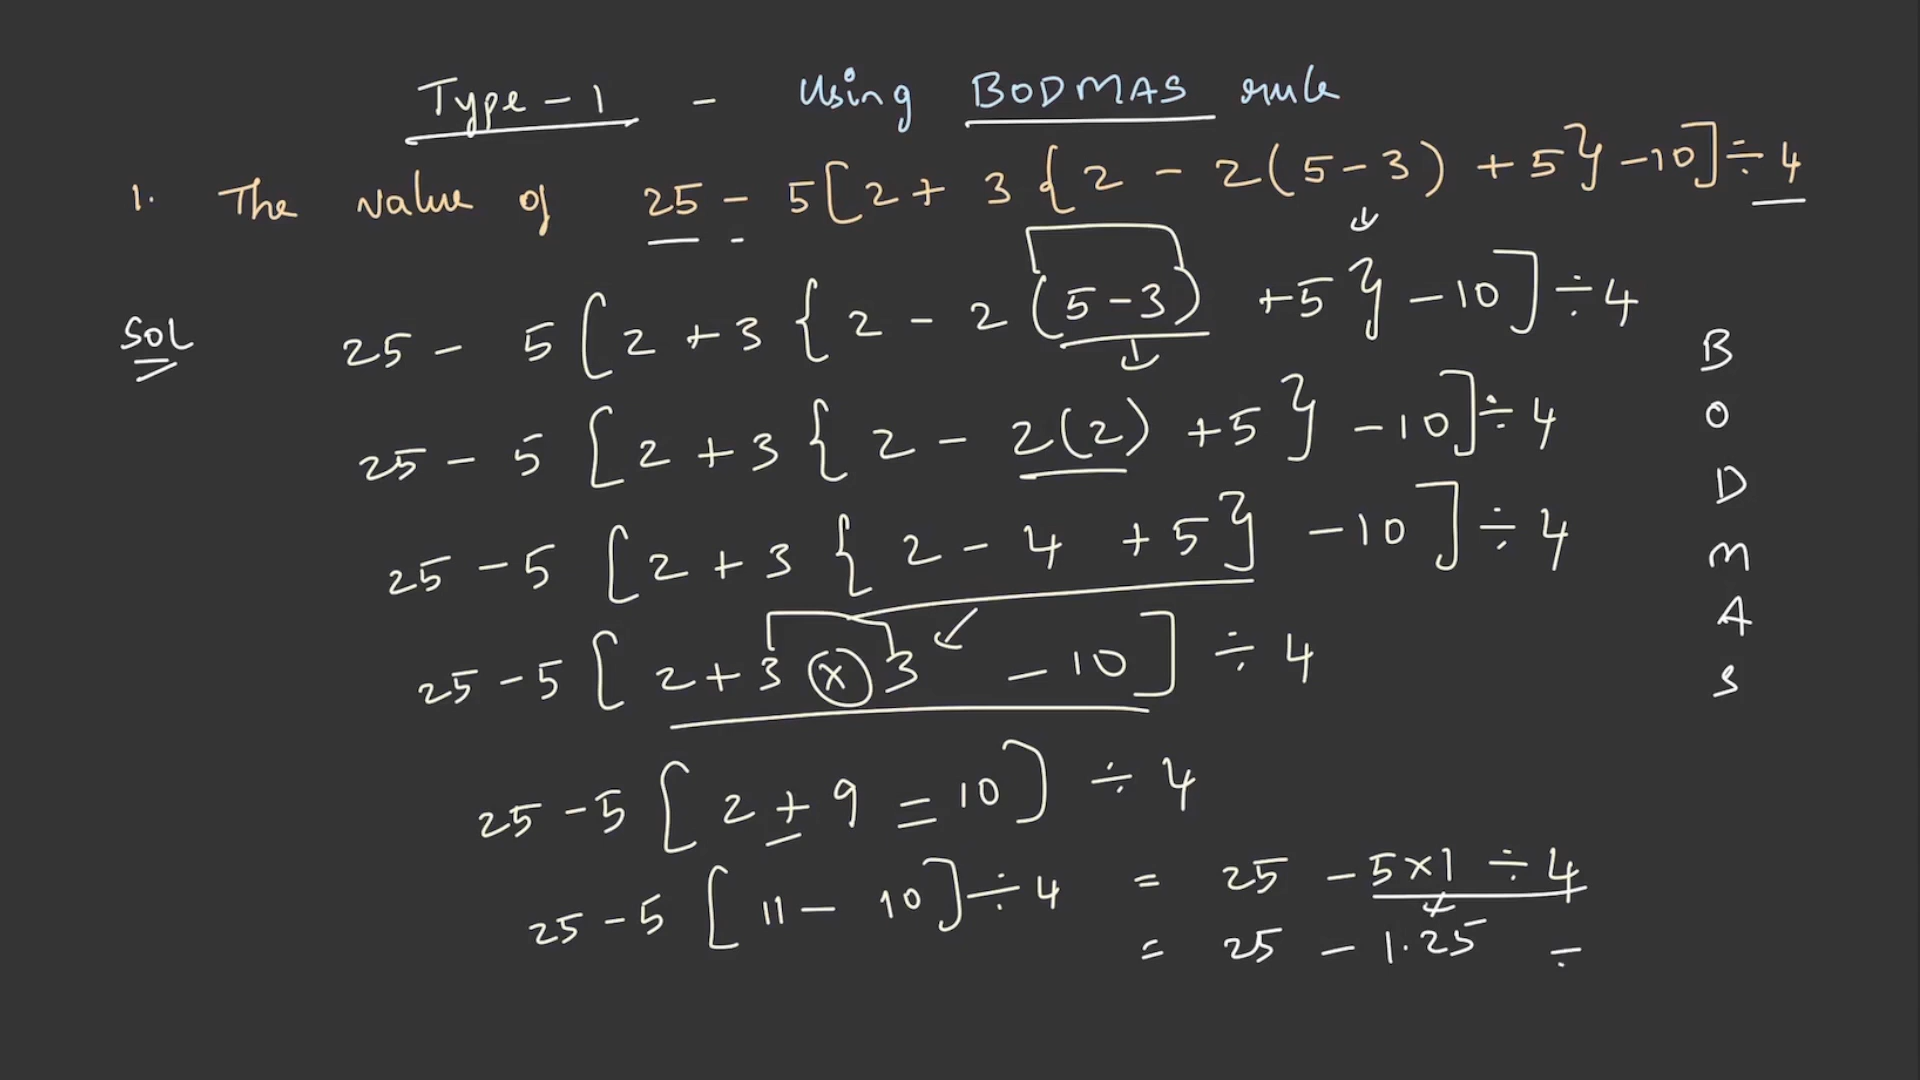 Type - 1 - Using BODMAS rule
1. The value of 25 - 5[2 + 3{2 - 2(5-3) + 5} - 10] ÷ 4
Sol 25 - 5[2 + 3{2 - 2(5-3) + 5} - 10] ÷ 4
25 - 5[2 + 3{2 - 2(2) + 5} - 10] ÷ 4
25 - 5[2 + 3{2 - 4 + 5} - 10] ÷ 4
25 - 5[2 + 3 × 3 - 10] ÷ 4
25 - 5[2 + 9 - 10] ÷ 4
25 - 5[11 - 10] ÷ 4 = 25 - 5×1 ÷ 4
= 25 - 1.25 -
B
O
D
M
A
S